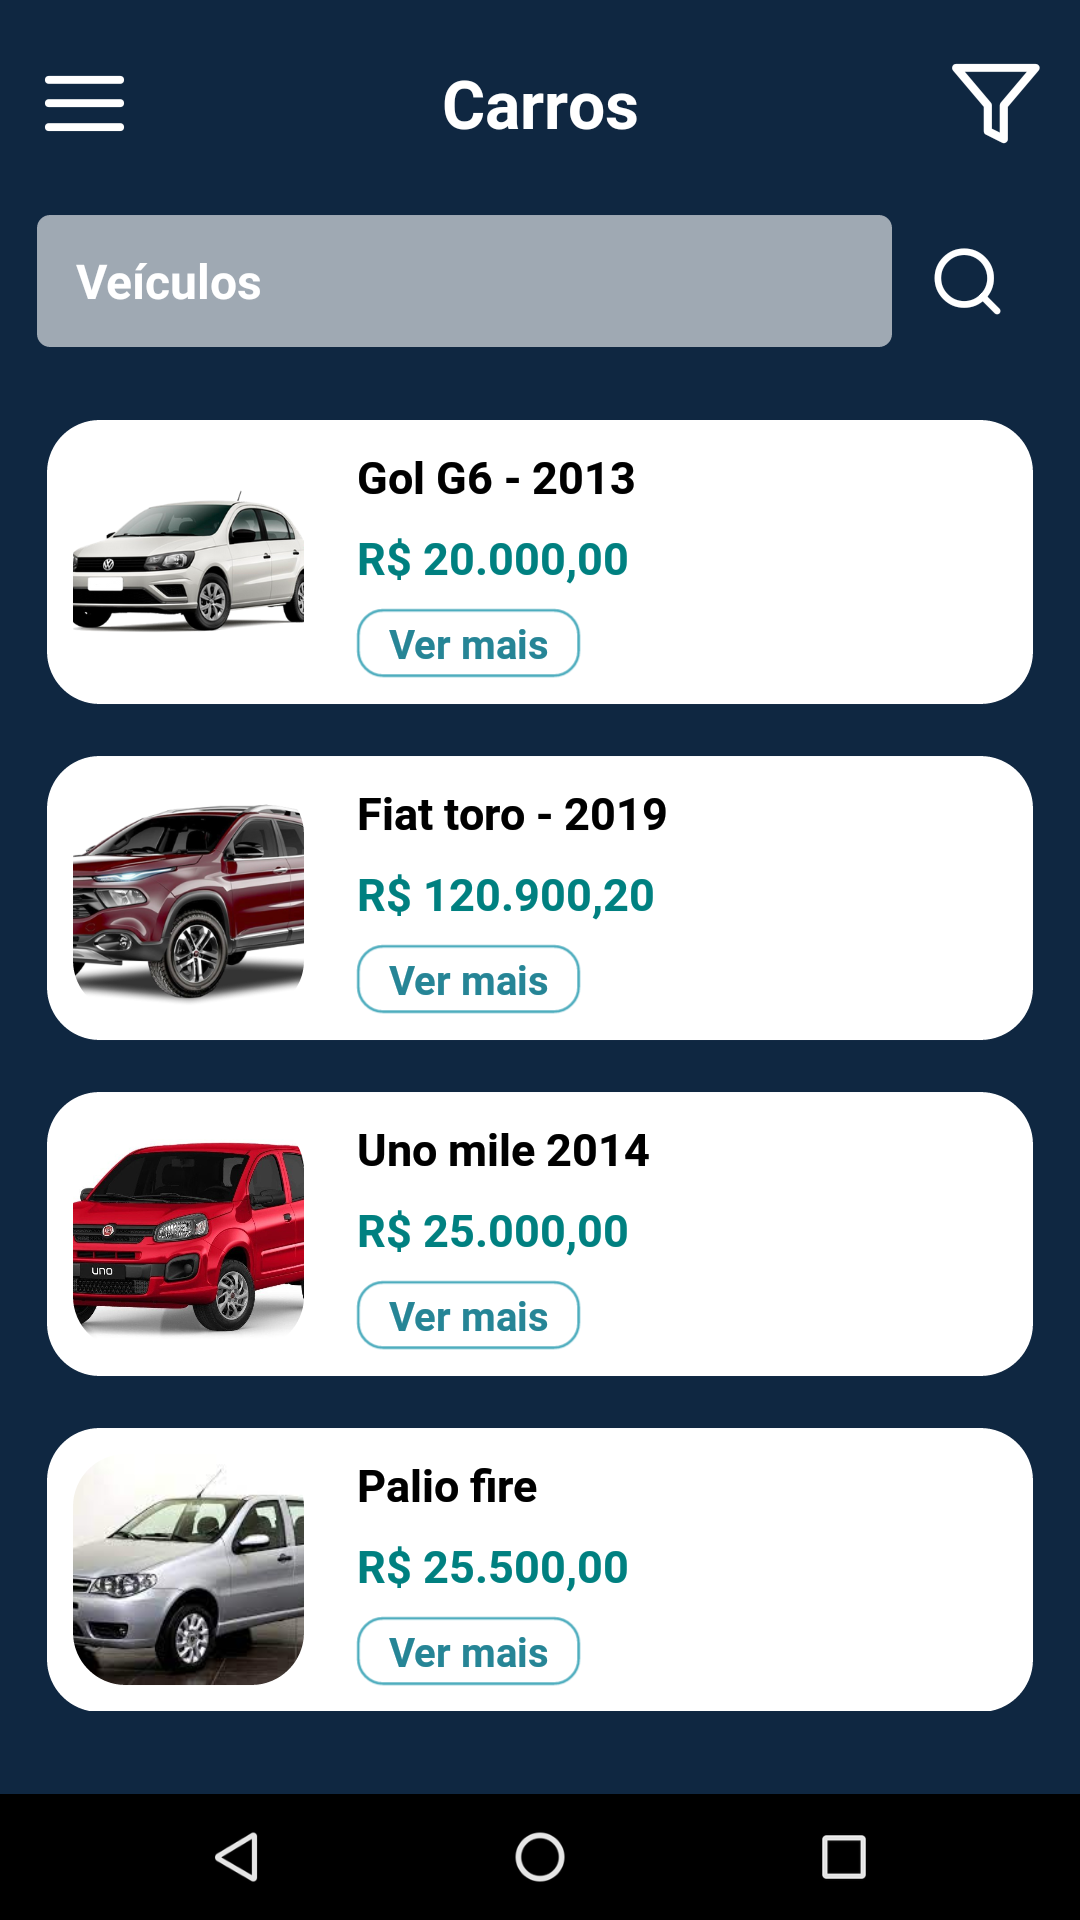 Carros
Veículos
Gol G6 - 2013
R$ 20.000,00
Ver mais
Fiat toro - 2019
R$ 120.900,20
Ver mais
Uno mile 2014
R$ 25.000,00
UNO
Ver mais
Palio fire
R$ 25.500,00
Ver mais